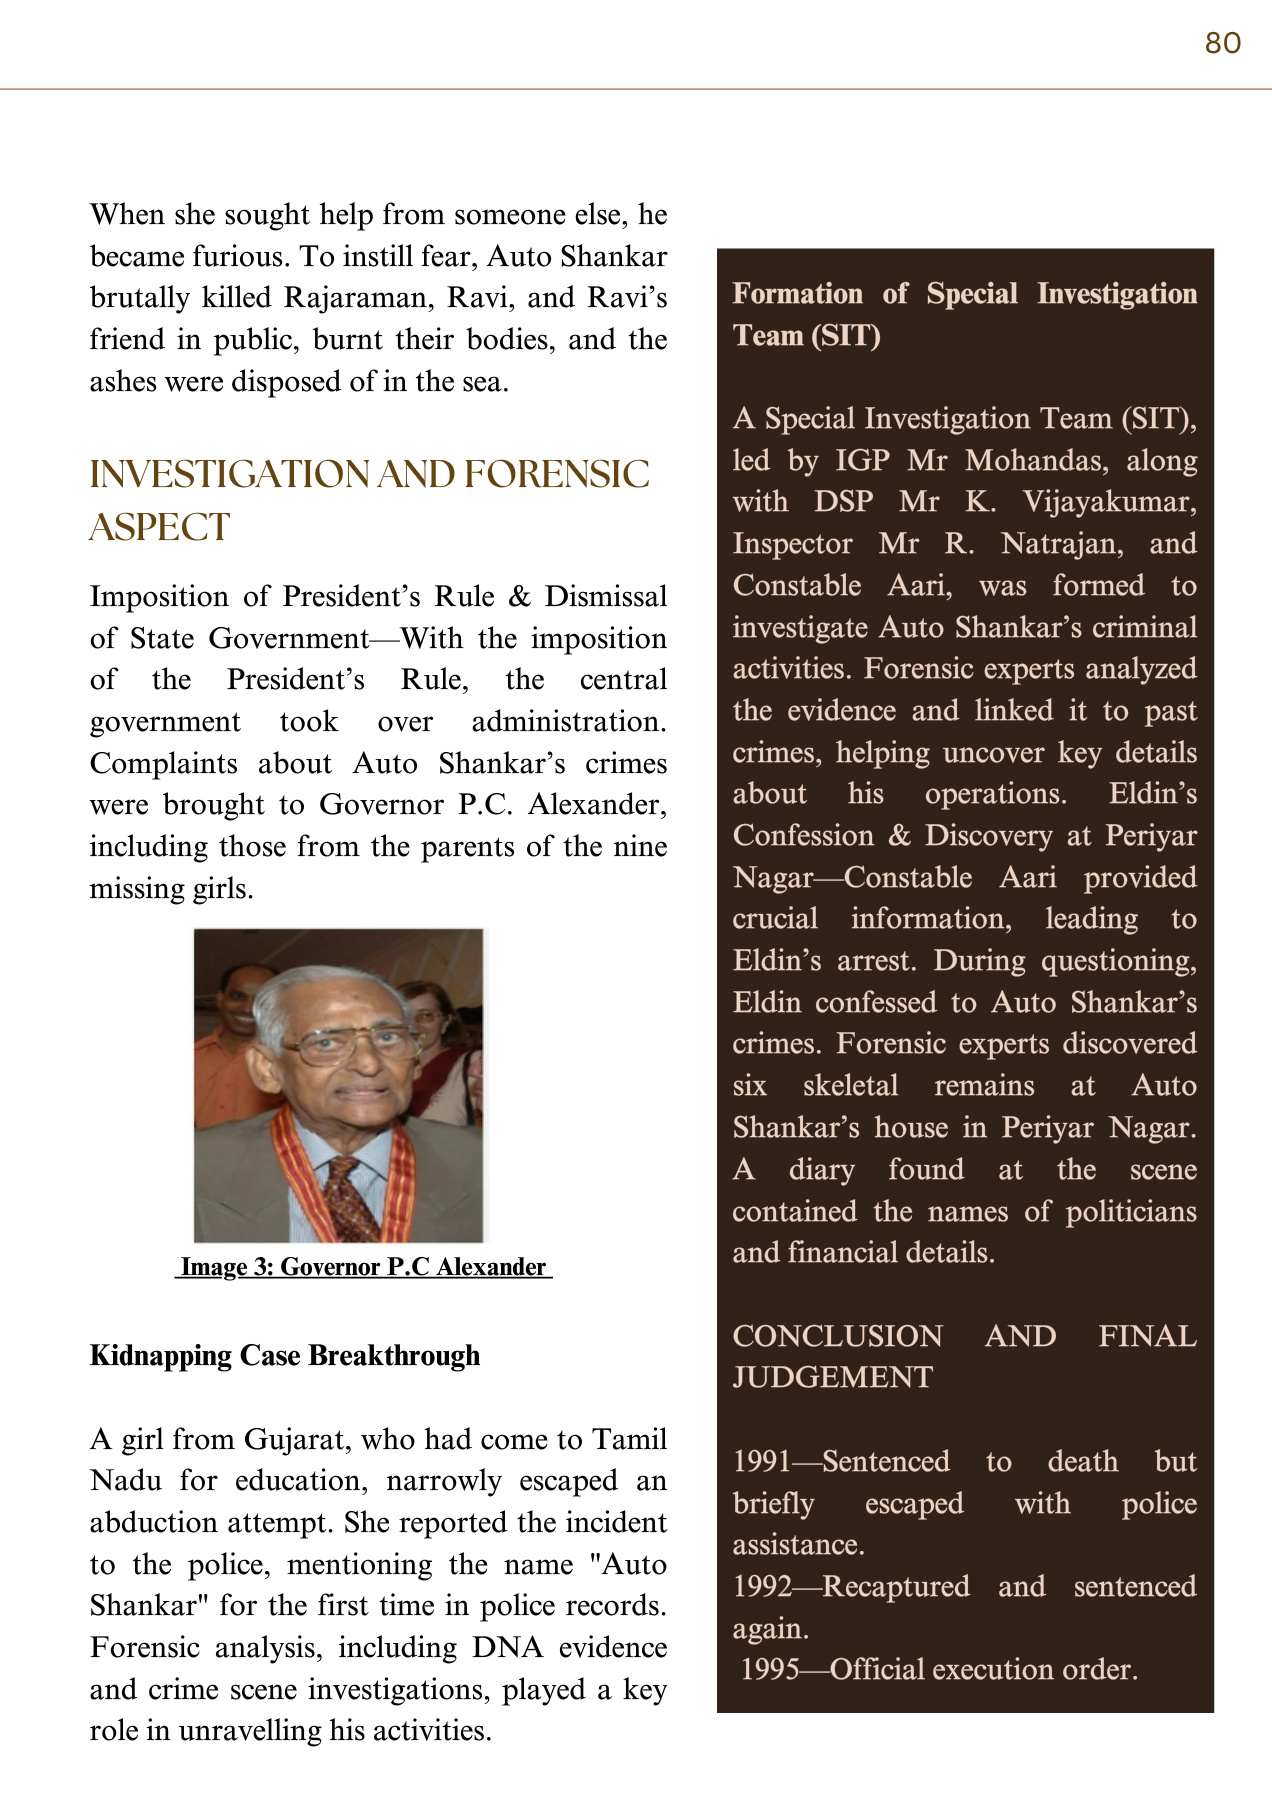 80
When she sought help from someone else, he
became furious. To instill fear, Auto Shankar
brutally killed Rajaraman, Ravi, and Ravi’s
friend in public, burnt their bodies, and the
ashes were disposed of in the sea.
INVESTIGATION AND FORENSIC
ASPECT
Imposition of President’s Rule & Dismissal
of State Government—With the imposition
of the President’s Rule, the central
government took over administration.
Complaints about Auto Shankar’s crimes
were brought to Governor P.C. Alexander,
including those from the parents of the nine
missing girls.
Image 3: Governor P.C Alexander
Kidnapping Case Breakthrough
A girl from Gujarat, who had come to Tamil
Nadu for education, narrowly escaped an
abduction attempt. She reported the incident
to the police, mentioning the name "Auto
Shankar" for the first time in police records.
Forensic analysis, including DNA evidence
and crime scene investigations, played a key
role in unravelling his activities.
Formation of Special Investigation
Team (SIT)
A Special Investigation Team (SIT),
led by IGP Mr Mohandas, along
with DSP Mr K. Vijayakumar,
Inspector Mr R. Natrajan, and
Constable Aari, was formed to
investigate Auto Shankar’s criminal
activities. Forensic experts analyzed
the evidence and linked it to past
crimes, helping uncover key details
about his operations. Eldin’s
Confession & Discovery at Periyar
Nagar—Constable Aari provided
crucial information, leading to
Eldin’s arrest. During questioning,
Eldin confessed to Auto Shankar’s
crimes. Forensic experts discovered
six skeletal remains at Auto
Shankar’s house in Periyar Nagar.
A diary found at the scene
contained the names of politicians
and financial details.
CONCLUSION AND FINAL
JUDGEMENT
1991—Sentenced to death but
briefly escaped with police
assistance.
1992—Recaptured and sentenced
again.
1995—Official execution order.